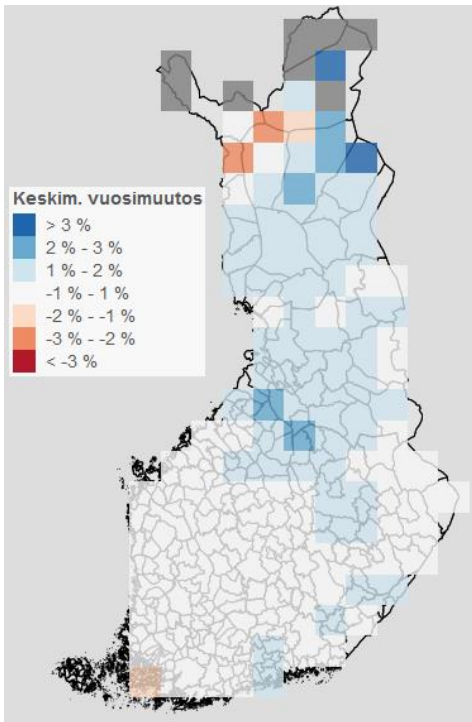 Keskim. vuosimuutos
> 3 %
2 % - 3 %
1 % - 2 %
-1 % - 1 %
-2 % - -1 %
-3 % - -2 %
< -3 %